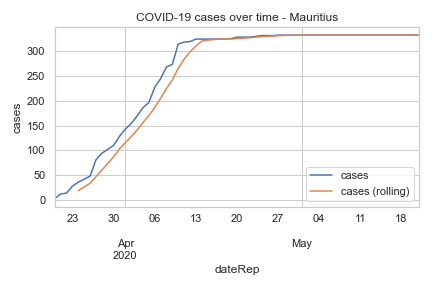 COVID-19 cases over time - Mauritius
cases
300
250
200
150
100
50
0
23 30 06 13 20 27 04 11 18
Apr May
2020
dateRep
cases
cases (rolling)